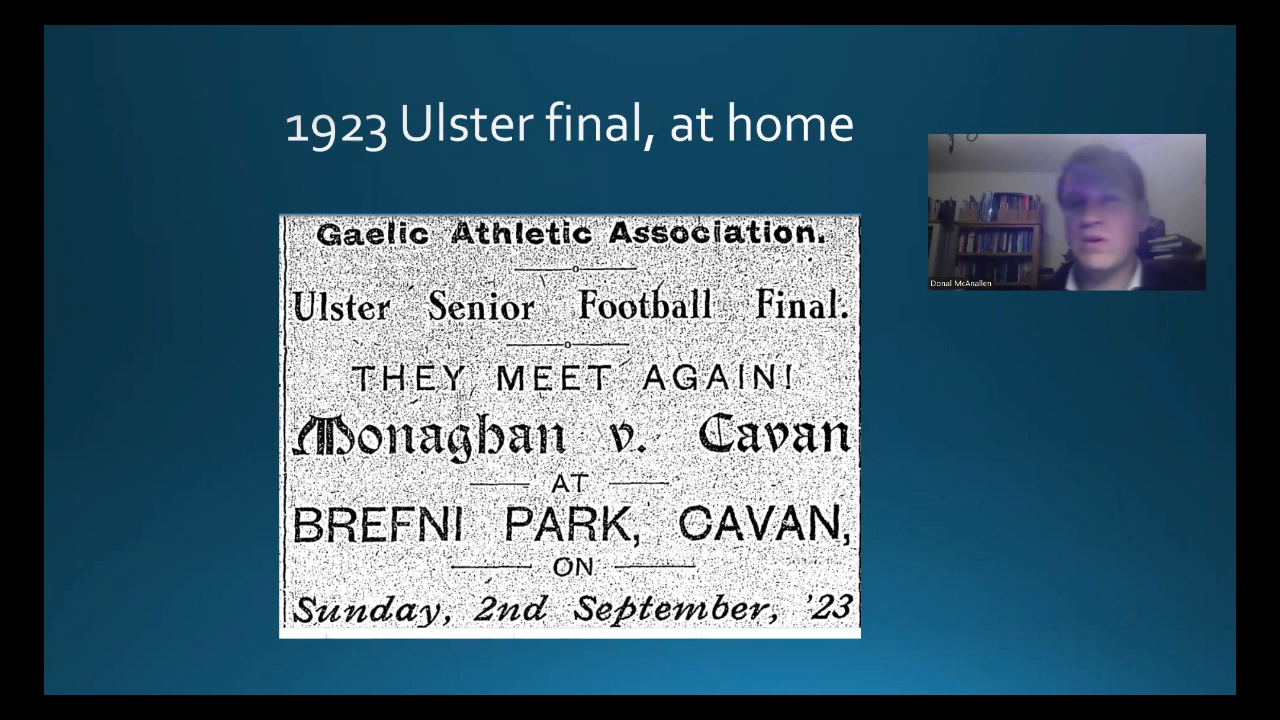 1923 Ulster final, at home
Gaelic Athletic Association.
Ulster Senior Football Final.
THEY MEET AGAIN!
Monaghan v. Cavan
AT
BREFNI PARK, CAVAN,
ON
Sunday, 2nd September, '23
Donal McAnallen